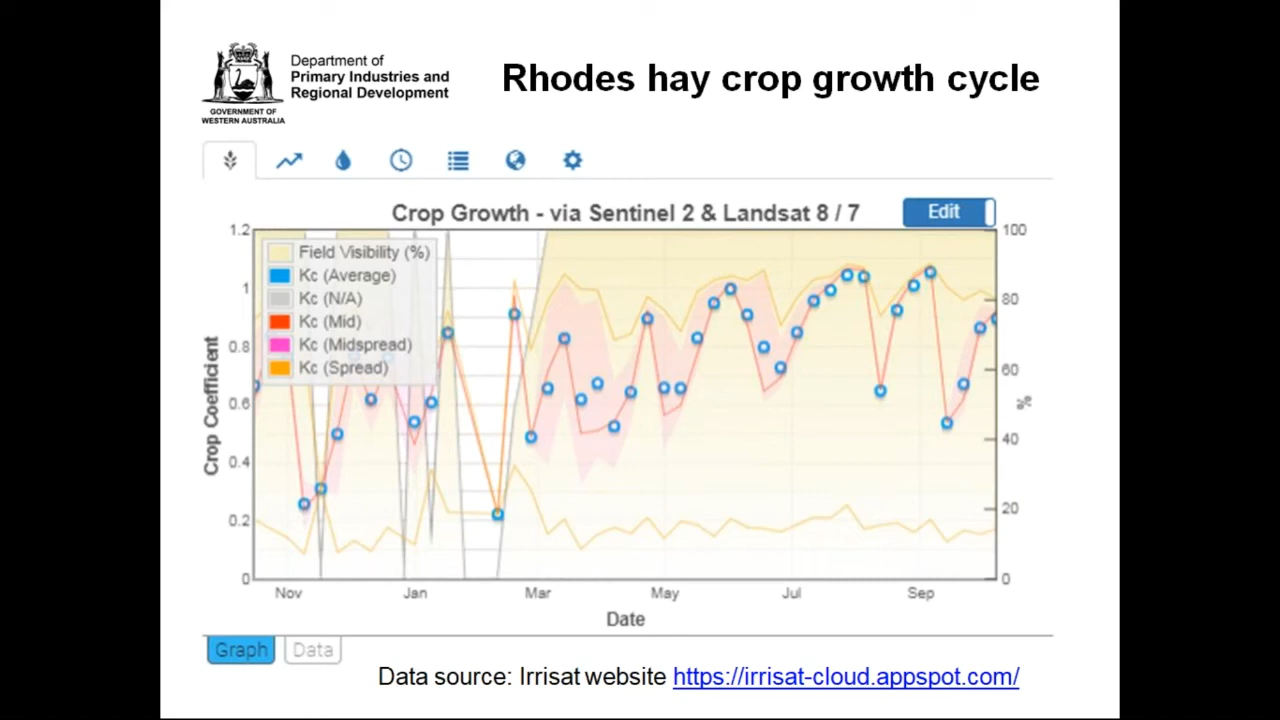 Department of
Primary Industries and
Regional Development
GOVERNMENT OF
WESTERN AUSTRALIA
Rhodes hay crop growth cycle
Crop Growth - via Sentinel 2 & Landsat 8 / 7
Edit
Field Visibility (%)
Kc (Average)
Kc (N/A)
Kc (Mid)
Kc (Midspread)
Kc (Spread)
Crop Coefficient
1.2
1
0.8
0.6
0.4
0.2
0
100
80
60
40
20
0
%
Nov Jan Mar May Jul Sep
Date
Graph Data
Data source: Irrisat website https://irrisat-cloud.appspot.com/